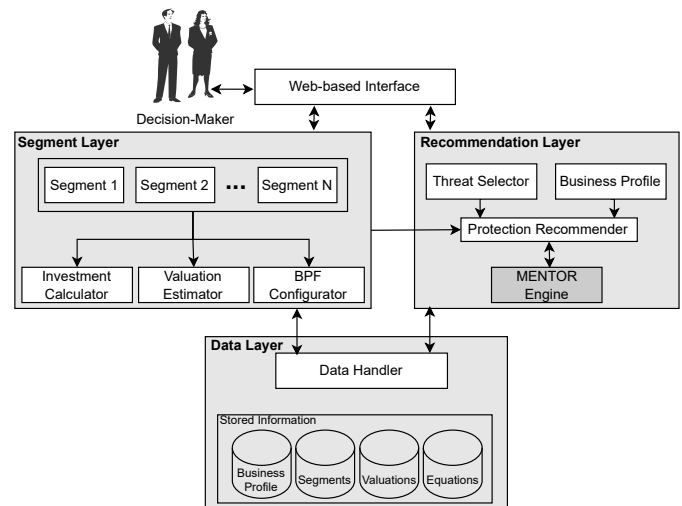 Web-based Interface
Decision-Maker
Segment Layer
Segment 1
Segment 2
...
Segment N
Investment
Calculator
Valuation
Estimator
BPF
Configurator
Recommendation Layer
Threat Selector
Business Profile
Protection Recommender
MENTOR
Engine
Data Layer
Data Handler
Stored Information
Business
Profile
Segments
Valuations
Equations